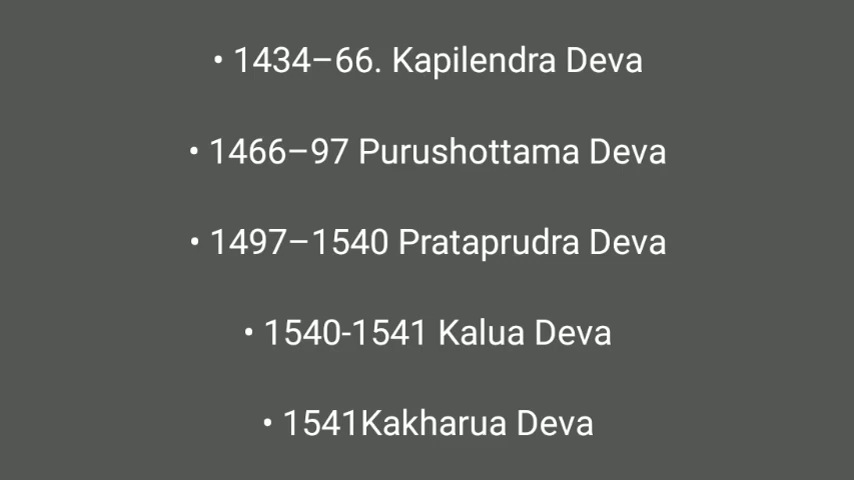 • 1434–66. Kapilendra Deva
• 1466–97 Purushottama Deva
• 1497–1540 Prataprudra Deva
• 1540-1541 Kalua Deva
• 1541Kakharua Deva